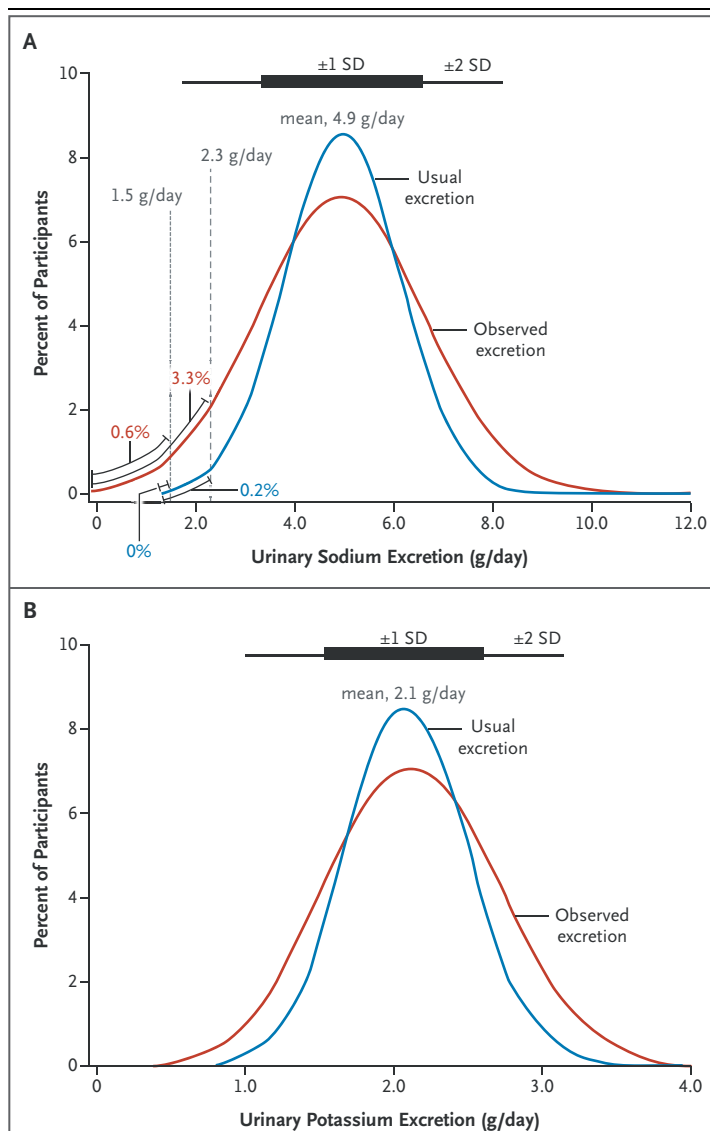 A
±1 SD
±2 SD
10
8
6
4
2
0
Percent of Participants
mean, 4.9 g/day
2.3 g/day
1.5 g/day
Usual
excretion
Observed
excretion
3.3%
0.6%
0.2%
0%
0
2.0
4.0
6.0
8.0
10.0
12.0
Urinary Sodium Excretion (g/day)
B
±1 SD
±2 SD
10
8
6
4
2
0
Percent of Participants
mean, 2.1 g/day
Usual
excretion
Observed
excretion
0
1.0
2.0
3.0
4.0
Urinary Potassium Excretion (g/day)